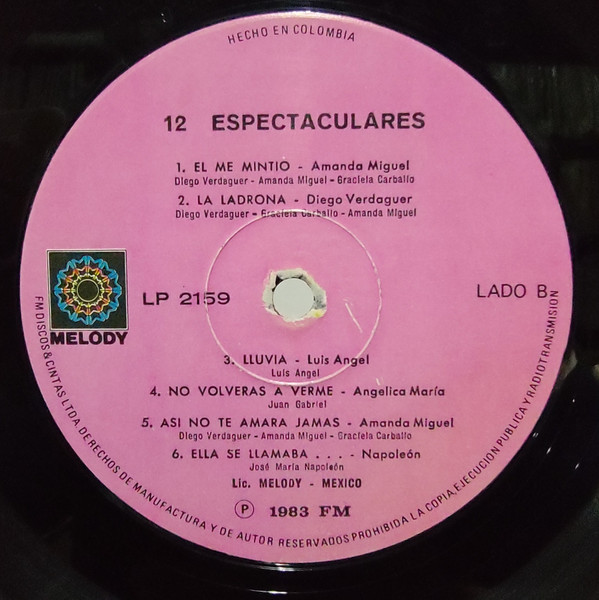 HECHO EN COLOMBIA
12 ESPECTACULARES
1. EL ME MINTIO - Amanda Miguel
Diego Verdaguer - Amanda Miguel - Graciela Carballo
2. LA LADRONA - Diego Verdaguer
Diego Verdaguer - Graciela Carballo - Amanda Miguel
MELODY
LP 2159
LADO B
3. LLUVIA - Luis Angel
Luis Angel
4. NO VOLVERAS A VERME - Angelica María
Juan Gabriel
5. ASI NO TE AMARA JAMAS - Amanda Miguel
Diego Verdaguer - Amanda Miguel - Graciela Carballo
6. ELLA SE LLAMABA . . . - Napoleón
José María Napoleón
Lic. MELODY - MEXICO
Ⓟ 1983 FM
FM DISCOS & CINTAS LTDA. DERECHOS DE MANUFACTURA Y DE AUTOR RESERVADOS PROHIBIDA LA COPIA, EJECUCION PUBLICA Y RADIOTRANSMISION